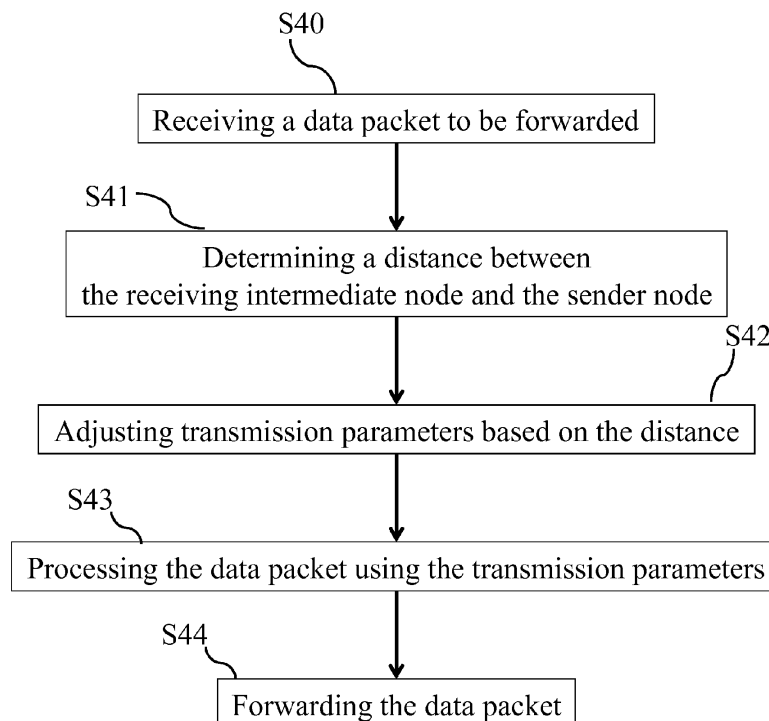 S40
Receiving a data packet to be forwarded
S41
Determining a distance between
the receiving intermediate node and the sender node
S42
Adjusting transmission parameters based on the distance
S43
Processing the data packet using the transmission parameters
S44
Forwarding the data packet